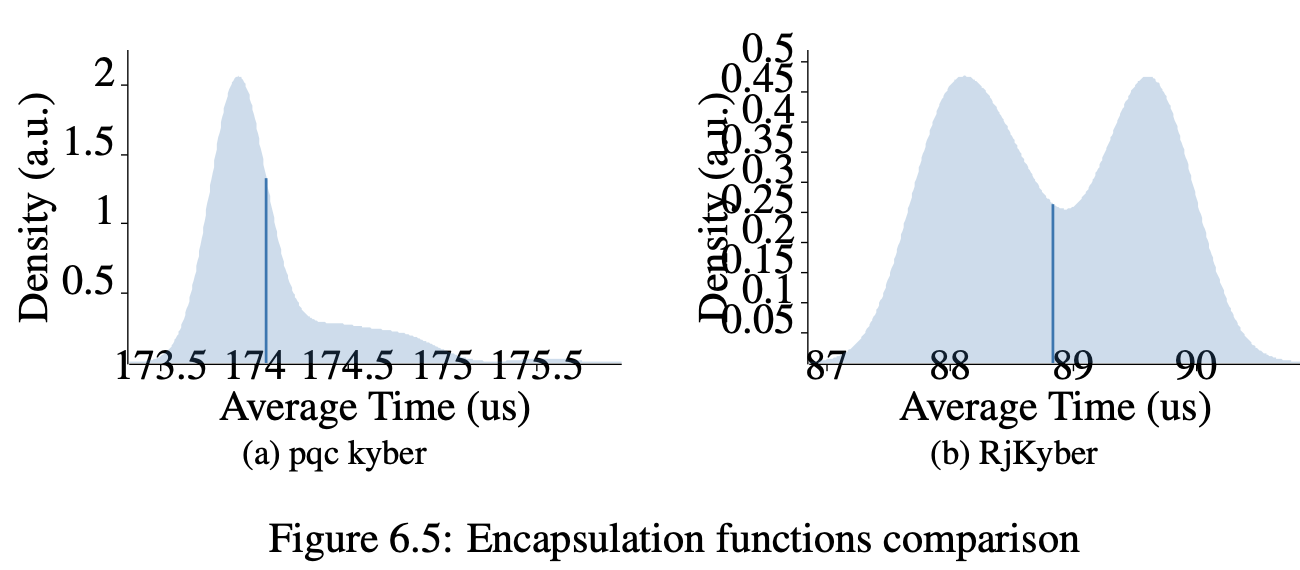 Density (a.u.)
2
1.5
1
0.5
173.5 174 174.5 175 175.5
Average Time (us)
(a) pqc kyber
Density (a.u.)
0.5
0.45
0.4
0.35
0.3
0.25
0.2
0.15
0.1
0.05
87 88 89 90
Average Time (us)
(b) RjKyber
Figure 6.5: Encapsulation functions comparison